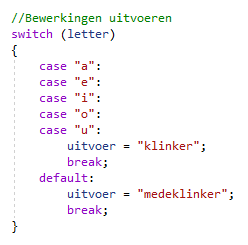 //Bewerkingen uitvoeren
switch (letter)
{
    case "a":
    case "e":
    case "i":
    case "o":
    case "u":
        uitvoer = "klinker";
        break;
    default:
        uitvoer = "medeklinker";
        break;
}